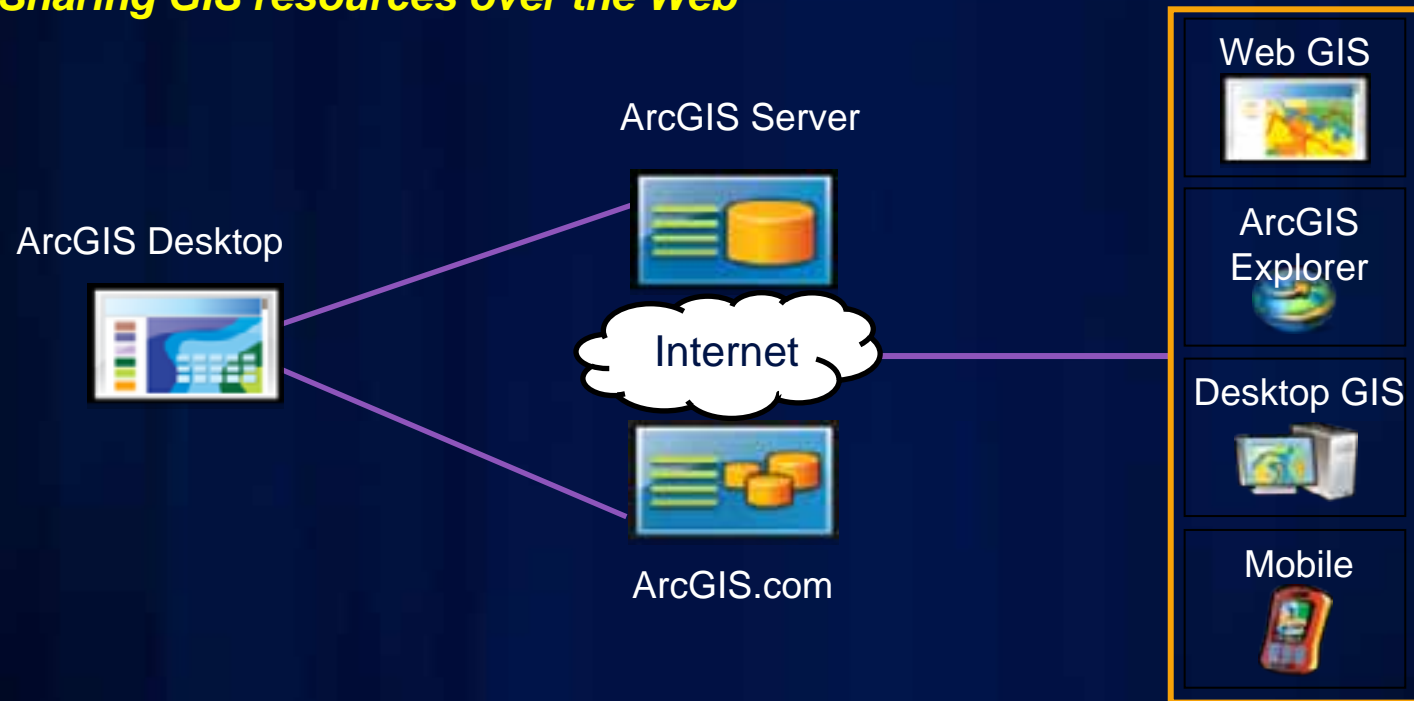 Sharing GIS resources over the Web
ArcGIS Desktop
ArcGIS Server
Internet
ArcGIS.com
Web GIS
ArcGIS
Explorer
Desktop GIS
Mobile